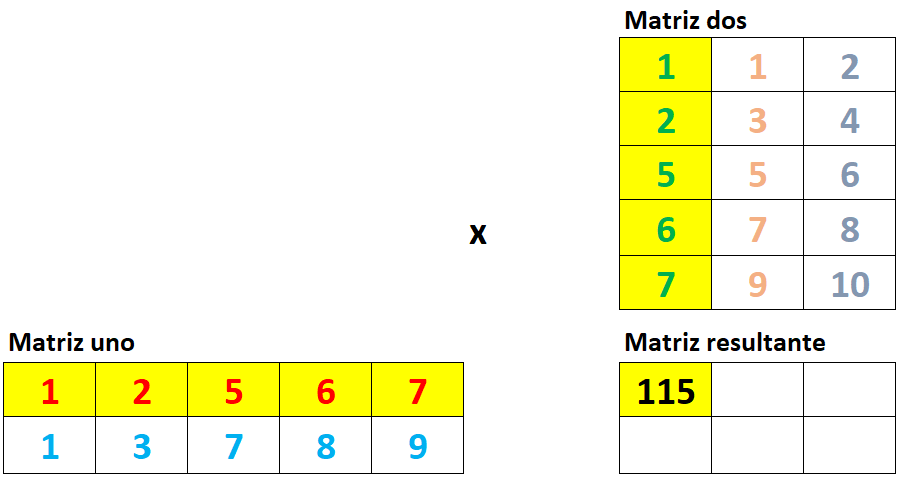 Matriz dos
1 1 2
2 3 4
5 5 6
6 7 8
7 9 10
x
Matriz uno
1 2 5 6 7
1 3 7 8 9
Matriz resultante
115